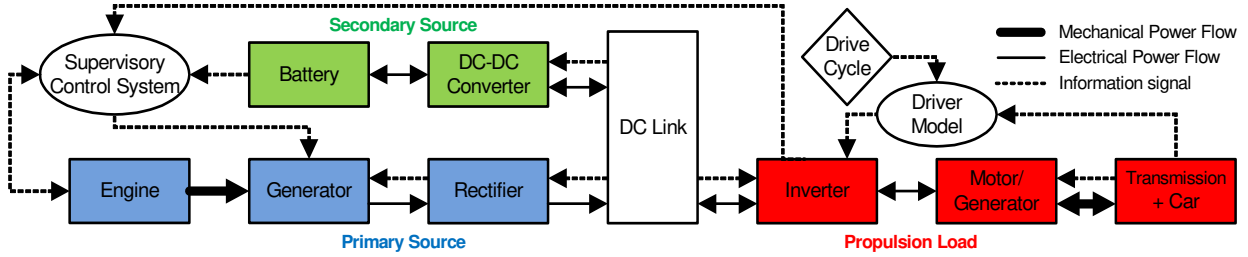 Secondary Source
Supervisory
Control System
Battery
DC-DC
Converter
DC Link
Drive
Cycle
Driver
Model
Mechanical Power Flow
Electrical Power Flow
Information signal
Engine
Generator
Rectifier
Inverter
Motor/
Generator
Transmission
+ Car
Primary Source
Propulsion Load